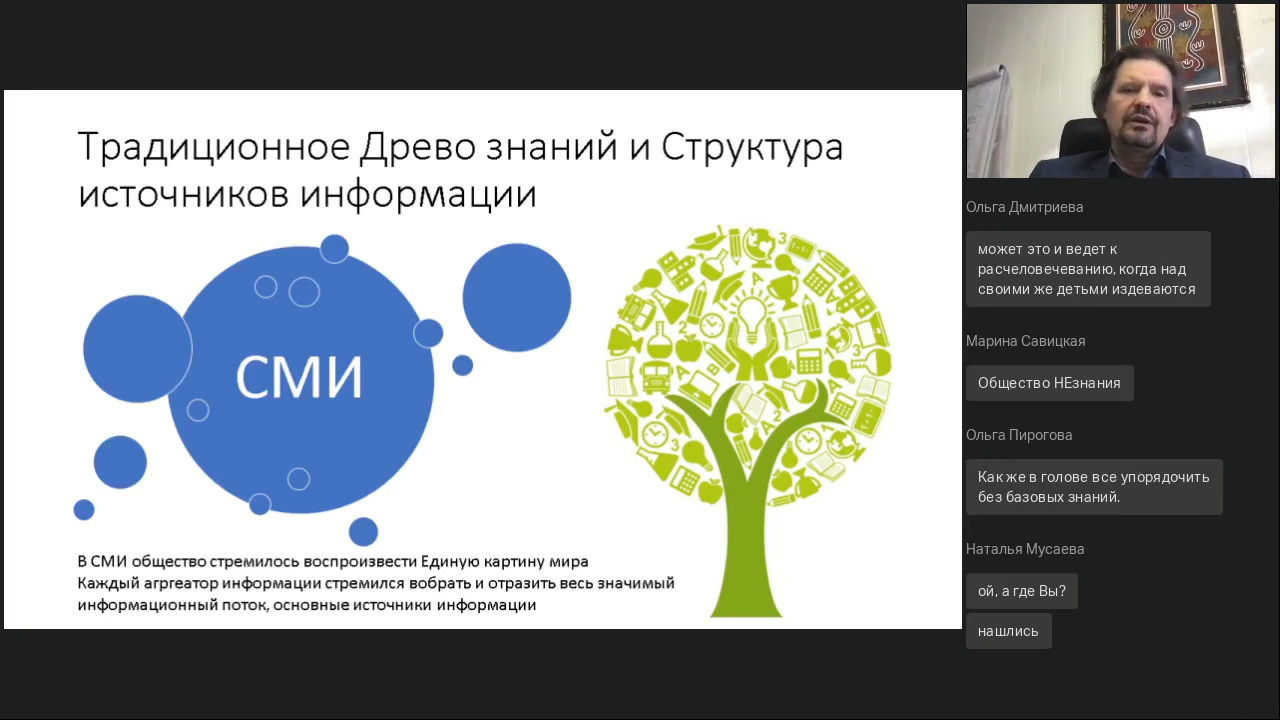 Традиционное Древо знаний и Структура
источников информации
СМИ
В СМИ общество стремилось воспроизвести Единую картину мира
Каждый агргеатор информации стремился вобрать и отразить весь значимый
информационный поток, основные источники информации
Ольга Дмитриева
может это и ведет к
расчеловечеванию, когда над
своими же детьми издеваются
Марина Савицкая
Общество НЕзнания
Ольга Пирогова
Как же в голове все упорядочить
без базовых знаний.
Наталья Мусаева
ой, а где Вы?
нашлись